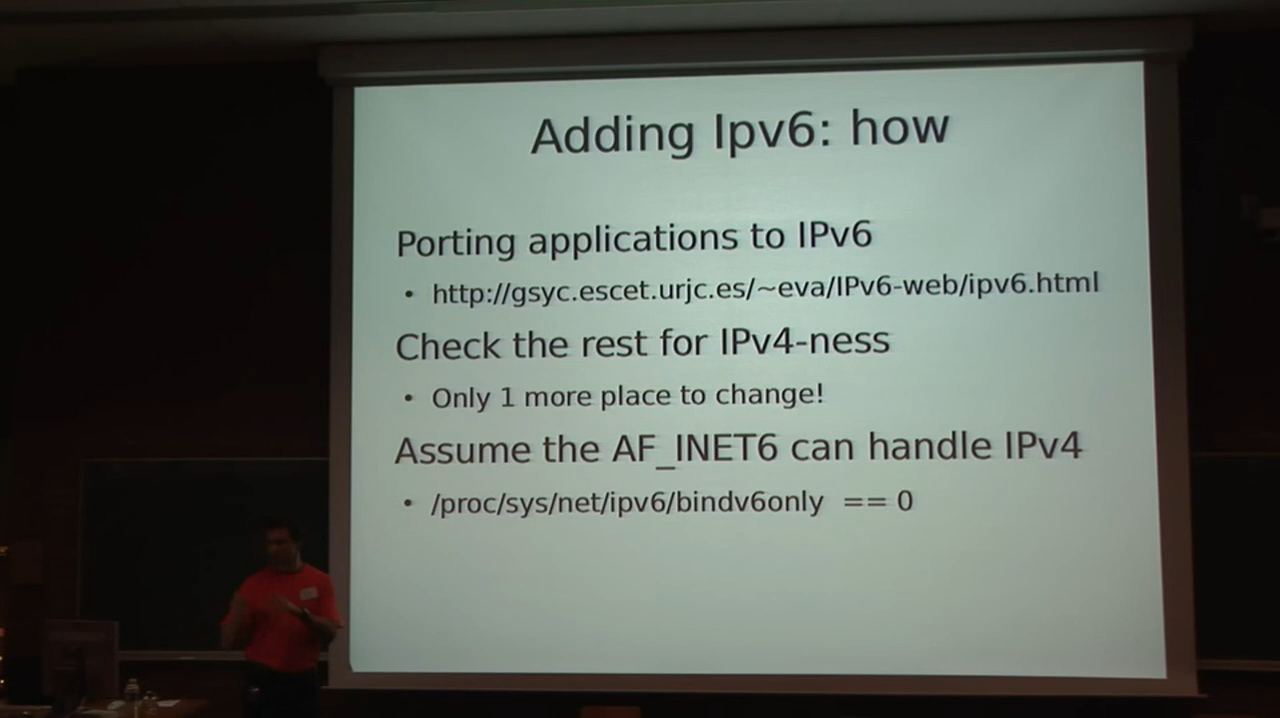 Adding Ipv6: how
Porting applications to IPv6
• http://gsyc.escet.urjc.es/~eva/IPv6-web/ipv6.html
Check the rest for IPv4-ness
• Only 1 more place to change!
Assume the AF_INET6 can handle IPv4
• /proc/sys/net/ipv6/bindv6only == 0